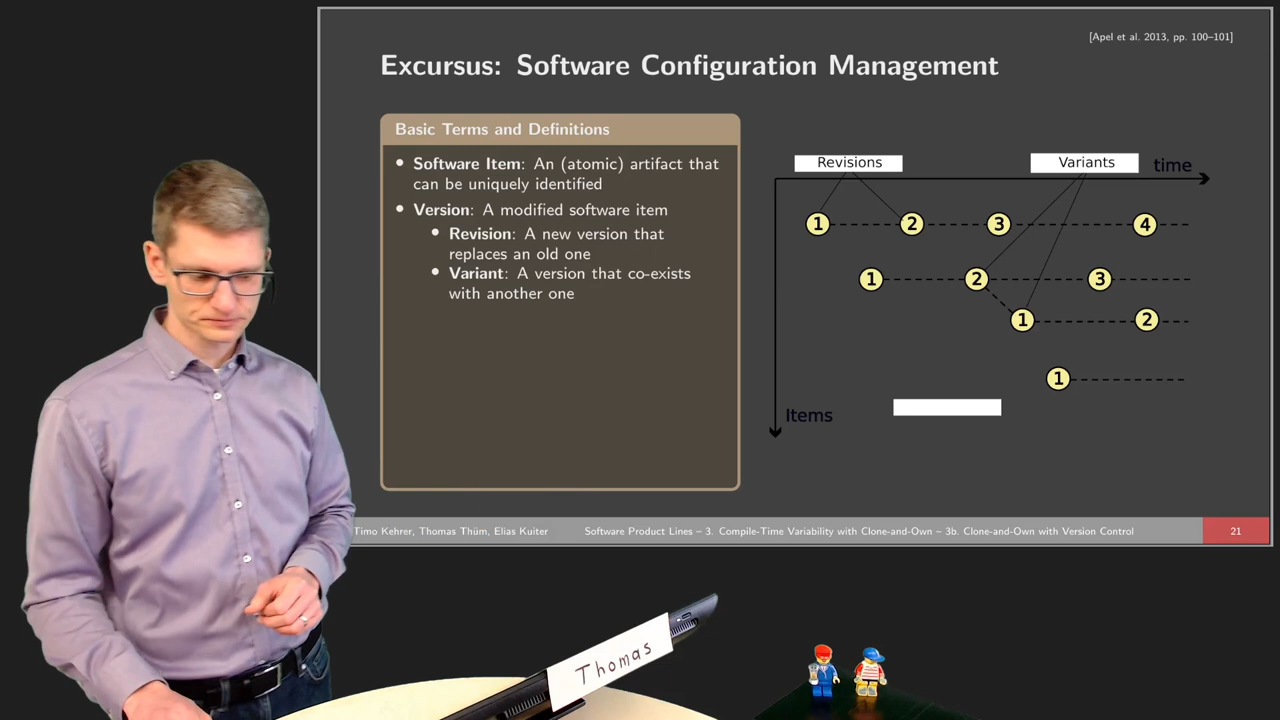 [Apel et al. 2013, pp. 100–101]
Excursus: Software Configuration Management
Basic Terms and Definitions
• Software Item: An (atomic) artifact that
can be uniquely identified
• Version: A modified software item
• Revision: A new version that
replaces an old one
• Variant: A version that co-exists
with another one
Revisions
Variants
time
1 2 3 4
1 2 3
1 2
1
Items
Timo Kehrer, Thomas Thüm, Elias Kuiter
Software Product Lines – 3. Compile-Time Variability with Clone-and-Own – 3b. Clone-and-Own with Version Control
21
Thomas